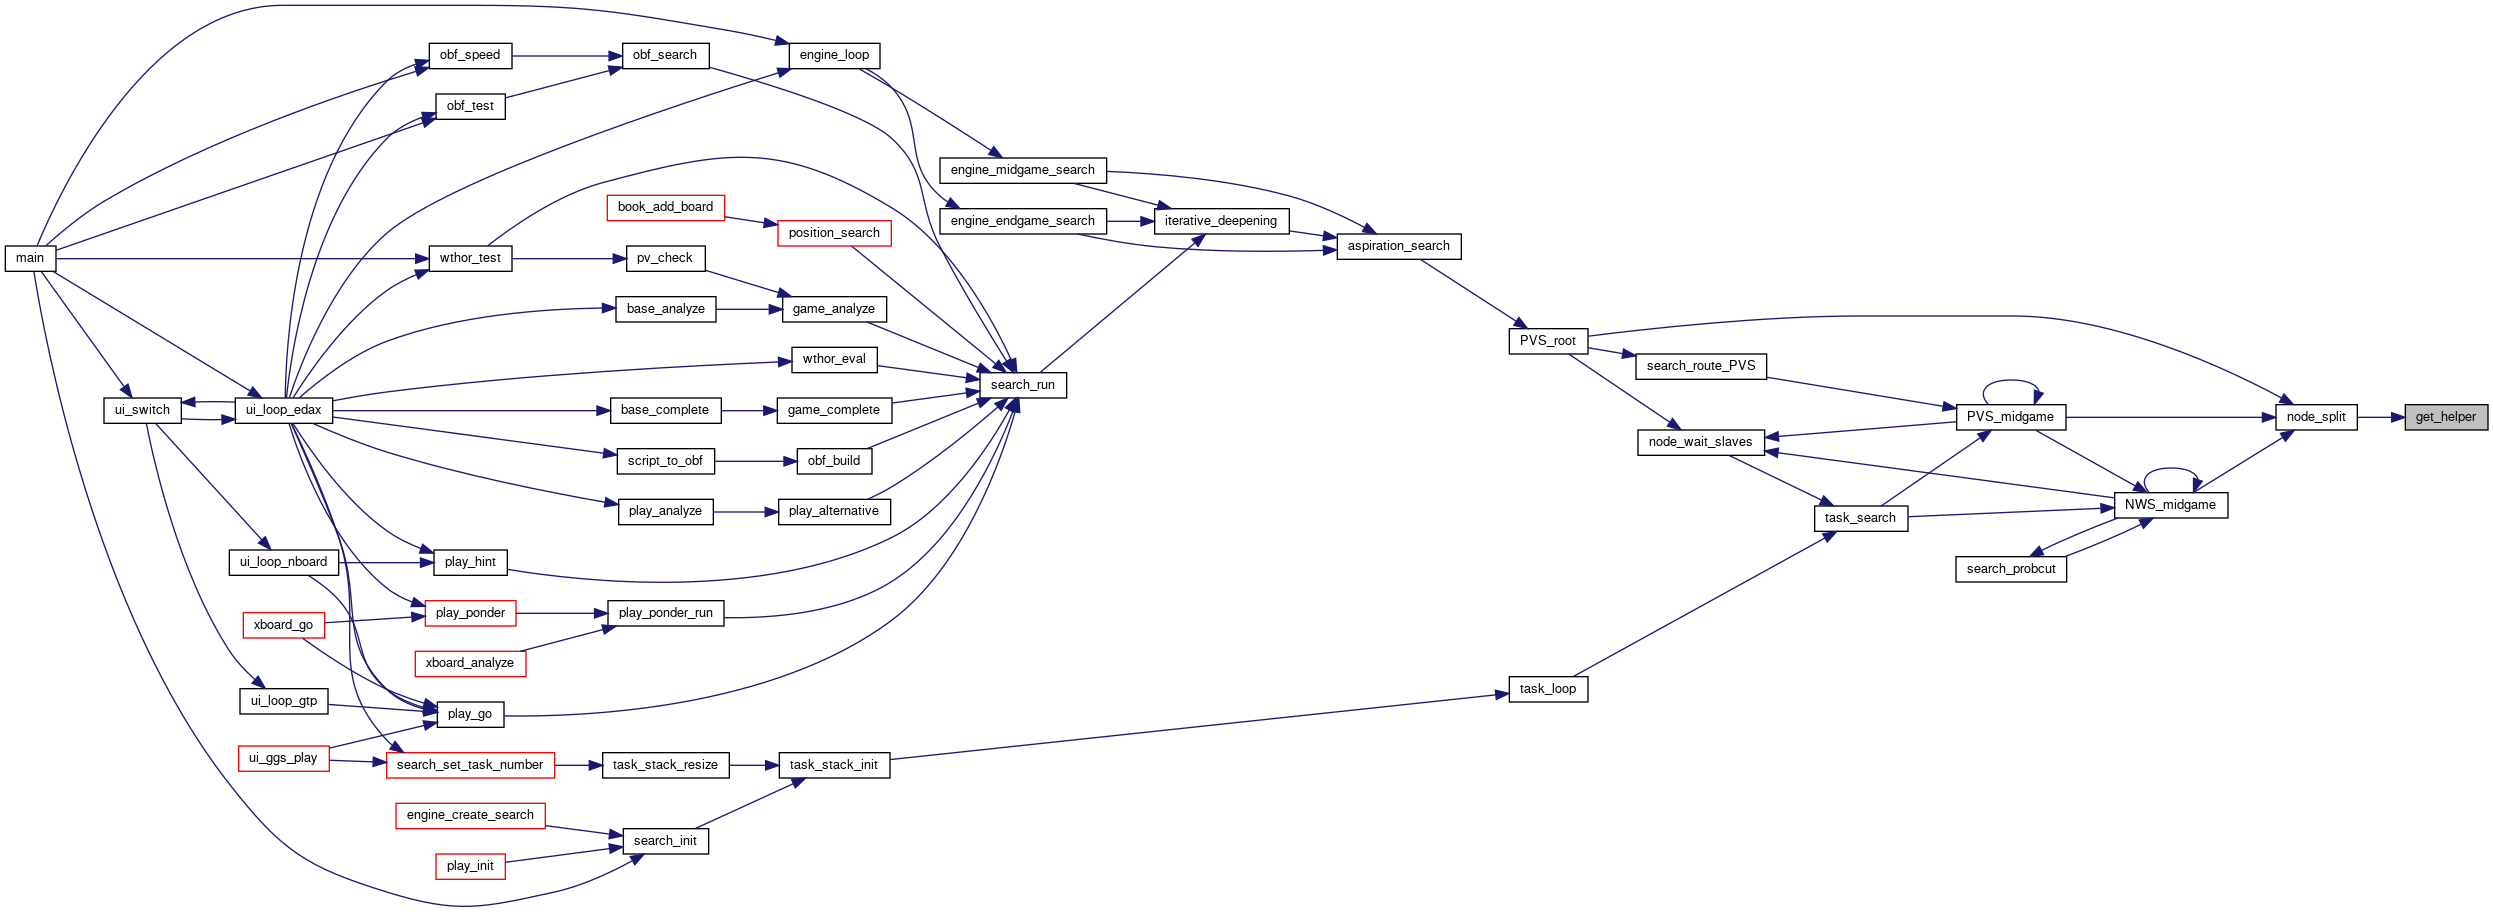 main
ui_switch
ui_loop_edax
ui_loop_nboard
xboard_go
ui_loop_gtp
ui_ggs_play
obf_speed
obf_test
wthor_test
play_hint
play_ponder
xboard_analyze
play_go
search_set_task_number
engine_create_search
play_init
obf_search
book_add_board
pv_check
base_analyze
base_complete
script_to_obf
play_analyze
play_ponder_run
task_stack_resize
search_init
engine_loop
position_search
game_analyze
wthor_eval
game_complete
obf_build
play_alternative
task_stack_init
engine_midgame_search
engine_endgame_search
search_run
iterative_deepening
aspiration_search
PVS_root
task_loop
search_route_PVS
node_wait_slaves
task_search
PVS_midgame
search_probcut
NWS_midgame
node_split
get_helper